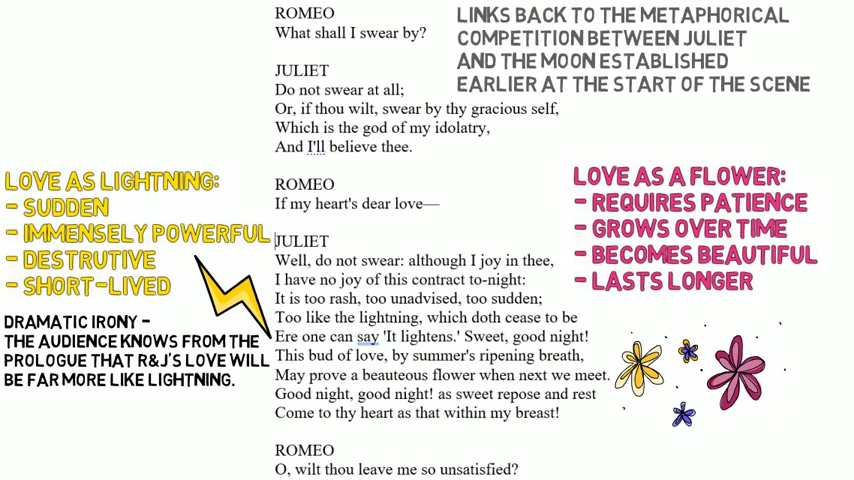 ROMEO
What shall I swear by?
LINKS BACK TO THE METAPHORICAL
COMPETITION BETWEEN JULIET
AND THE MOON ESTABLISHED
EARLIER AT THE START OF THE SCENE
JULIET
Do not swear at all;
Or, if thou wilt, swear by thy gracious self,
Which is the god of my idolatry,
And I'll believe thee.
ROMEO
If my heart's dear love—
LOVE AS LIGHTNING:
- SUDDEN
- IMMENSELY POWERFUL
- DESTRUTIVE
- SHORT-LIVED
DRAMATIC IRONY -
THE AUDIENCE KNOWS FROM THE
PROLOGUE THAT R&J'S LOVE WILL
BE FAR MORE LIKE LIGHTNING.
LOVE AS A FLOWER:
- REQUIRES PATIENCE
- GROWS OVER TIME
- BECOMES BEAUTIFUL
- LASTS LONGER
JULIET
Well, do not swear: although I joy in thee,
I have no joy of this contract to-night:
It is too rash, too unadvised, too sudden;
Too like the lightning, which doth cease to be
Ere one can say 'It lightens.' Sweet, good night!
This bud of love, by summer's ripening breath,
May prove a beauteous flower when next we meet.
Good night, good night! as sweet repose and rest
Come to thy heart as that within my breast!
ROMEO
O, wilt thou leave me so unsatisfied?